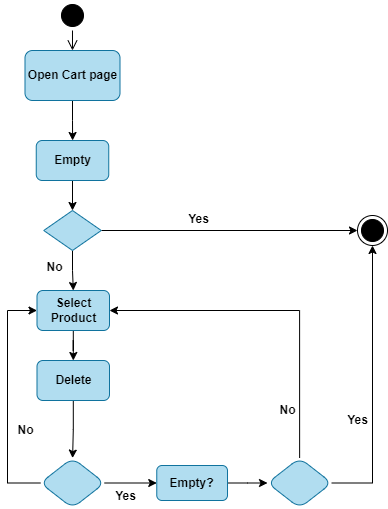 Open Cart page
Empty
Yes
No
Select
Product
Delete
No
No
Yes
Yes
Empty?